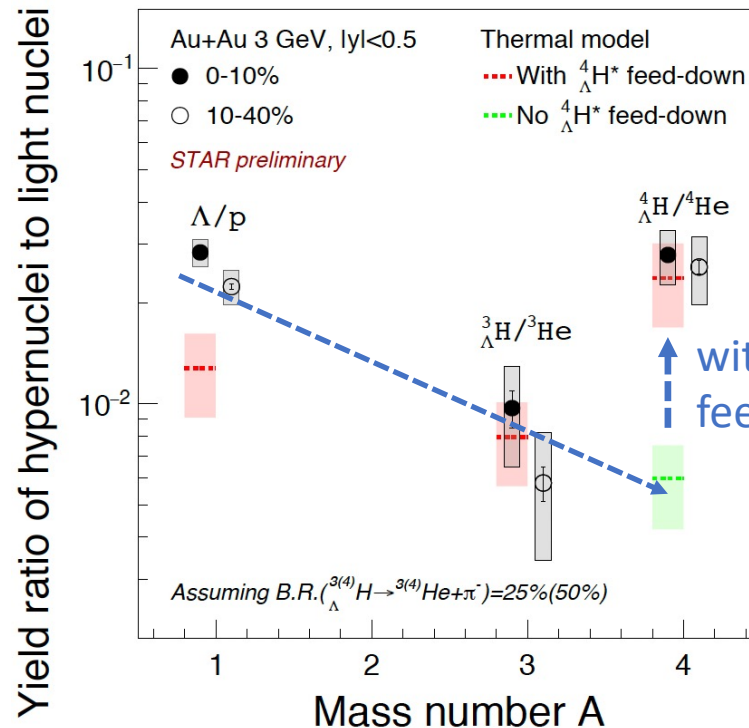 Yield ratio of hypernuclei to light nuclei
Au+Au 3 GeV, |y|<0.5
0-10%
10-40%
STAR preliminary
Thermal model
With ⁴ΛH* feed-down
No ⁴ΛH* feed-down
10⁻¹
10⁻²
Λ/p
³ΛH/³He
⁴ΛH/⁴He
Assuming B.R.(³⁽⁴⁾ΛH→³⁽⁴⁾He+π⁻)=25%(50%)
1
2
3
4
Mass number A